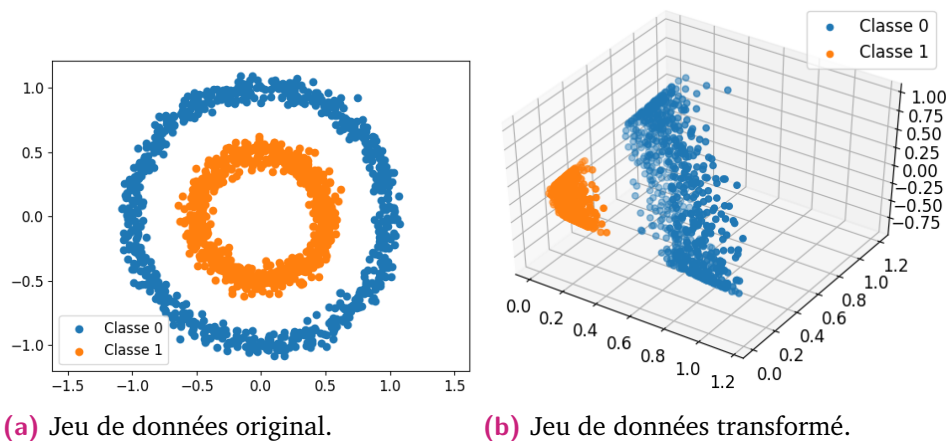 1.0
0.5
0.0
−0.5
−1.0
−1.5 −1.0 −0.5 0.0 0.5 1.0 1.5
Classe 0
Classe 1
(a) Jeu de données original.
Classe 0
Classe 1
1.00
0.75
0.50
0.25
0.00
−0.25
−0.50
−0.75
0.0 0.2 0.4 0.6 0.8 1.0 1.2
0.0 0.2 0.4 0.6 0.8 1.0 1.2
(b) Jeu de données transformé.